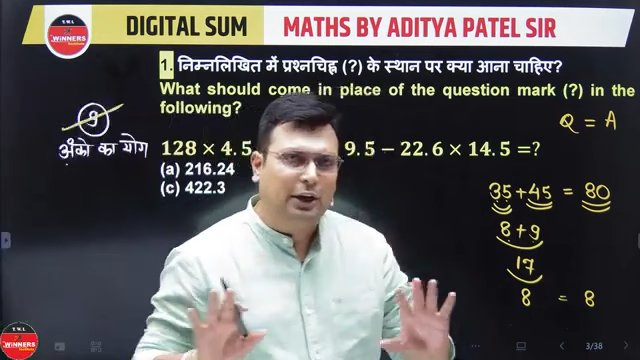 T.W.I.
WiNNERS
Institute
DIGITAL SUM
MATHS BY ADITYA PATEL SIR
1. निम्नलिखित में प्रश्नचिह्न (?) के स्थान पर क्या आना चाहिए?
What should come in place of the question mark (?) in the
following?
128 × 4.5
9.5 − 22.6 × 14.5 =?
(a) 216.24
(c) 422.3
9
अंकों का योग
Q = A
35 + 45 = 80
8 + 9
17
8 = 8
T.W.I.
WiNNERS
3/38